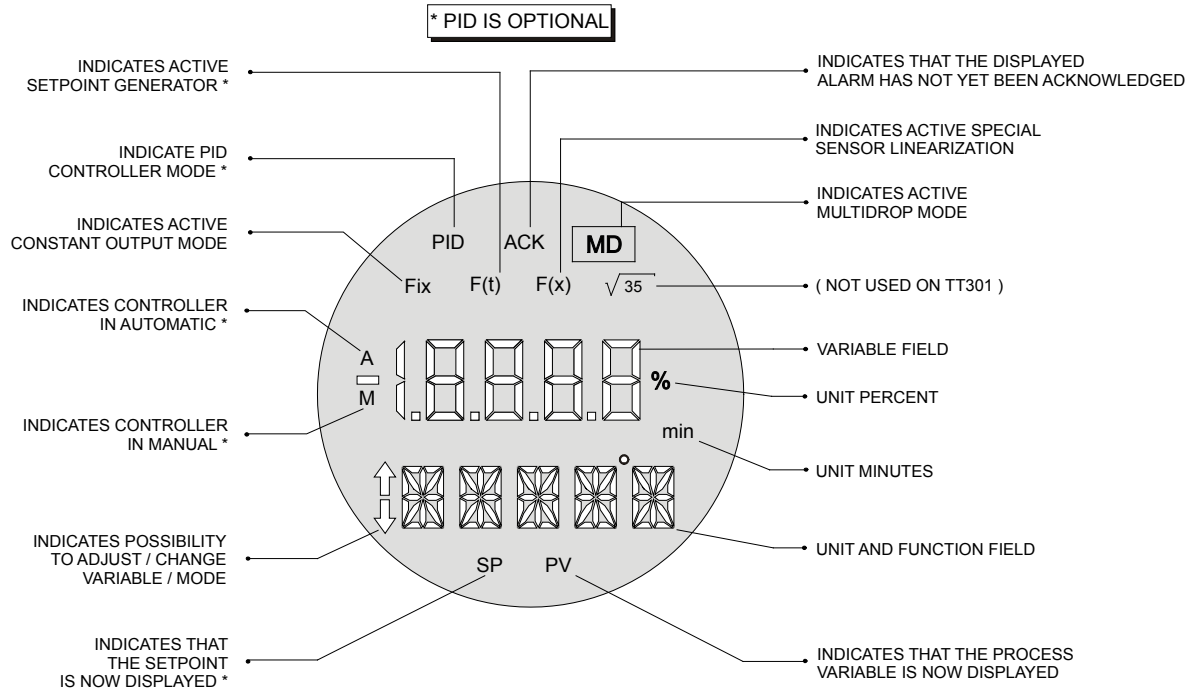 * PID IS OPTIONAL
INDICATES ACTIVE
SETPOINT GENERATOR *
INDICATE PID
CONTROLLER MODE *
INDICATES ACTIVE
CONSTANT OUTPUT MODE
INDICATES CONTROLLER
IN AUTOMATIC *
INDICATES CONTROLLER
IN MANUAL *
INDICATES POSSIBILITY
TO ADJUST / CHANGE
VARIABLE / MODE
INDICATES THAT
THE SETPOINT
IS NOW DISPLAYED *
PID ACK MD
Fix F(t) F(x) √35
A
M
%
min
SP PV
INDICATES THAT THE DISPLAYED
ALARM HAS NOT YET BEEN ACKNOWLEDGED
INDICATES ACTIVE SPECIAL
SENSOR LINEARIZATION
INDICATES ACTIVE
MULTIDROP MODE
( NOT USED ON TT301 )
VARIABLE FIELD
UNIT PERCENT
UNIT MINUTES
UNIT AND FUNCTION FIELD
INDICATES THAT THE PROCESS
VARIABLE IS NOW DISPLAYED